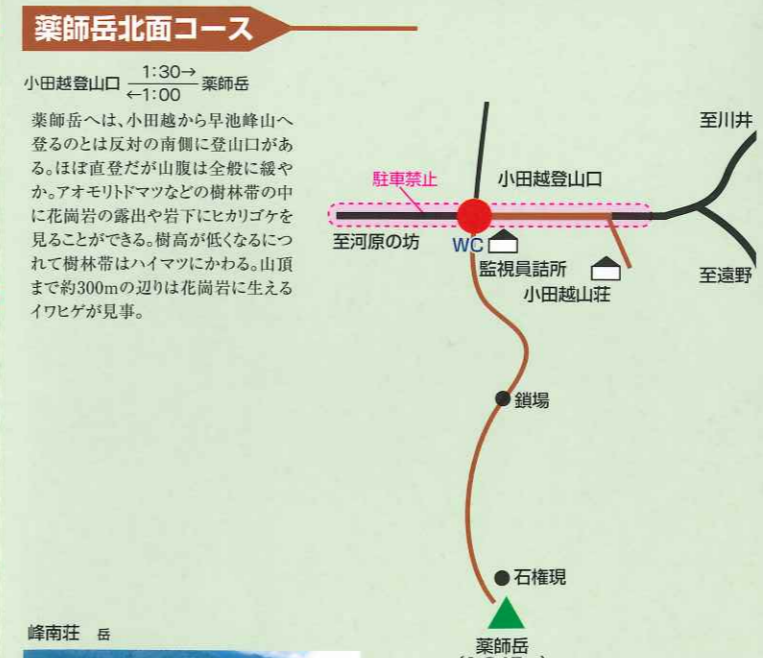 薬師岳北面コース
小田越登山口 1:30→ ←1:00 薬師岳
薬師岳へは、小田越から早池峰山へ
登るのとは反対の南側に登山口があ
る。ほぼ直登だが山腹は全般に緩や
か。アオモリトドマツなどの樹林帯の中
に花崗岩の露出や岩下にヒカリゴケを
見ることができる。樹高が低くなるにつ
れて樹林帯はハイマツにかわる。山頂
まで約300mの辺りは花崗岩に生える
イワヒゲが見事。
至川井
駐車禁止
小田越登山口
至河原の坊
WC
監視員詰所
小田越山荘
至遠野
鎖場
石権現
薬師岳
峰南荘 岳